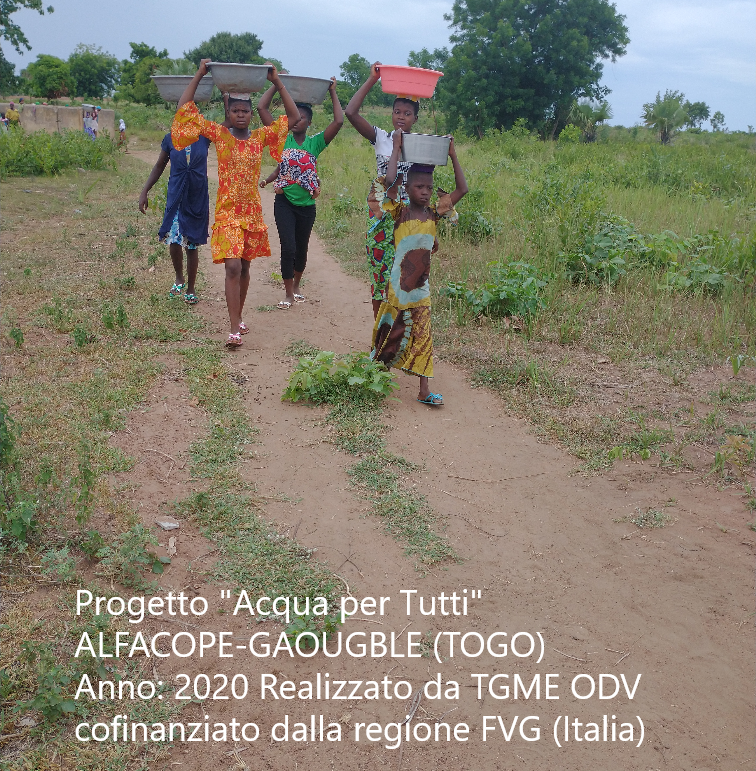 Progetto "Acqua per Tutti"
ALFACOPE-GAOUGBLE (TOGO)
Anno: 2020 Realizzato da TGME ODV
cofinanziato dalla regione FVG (Italia)